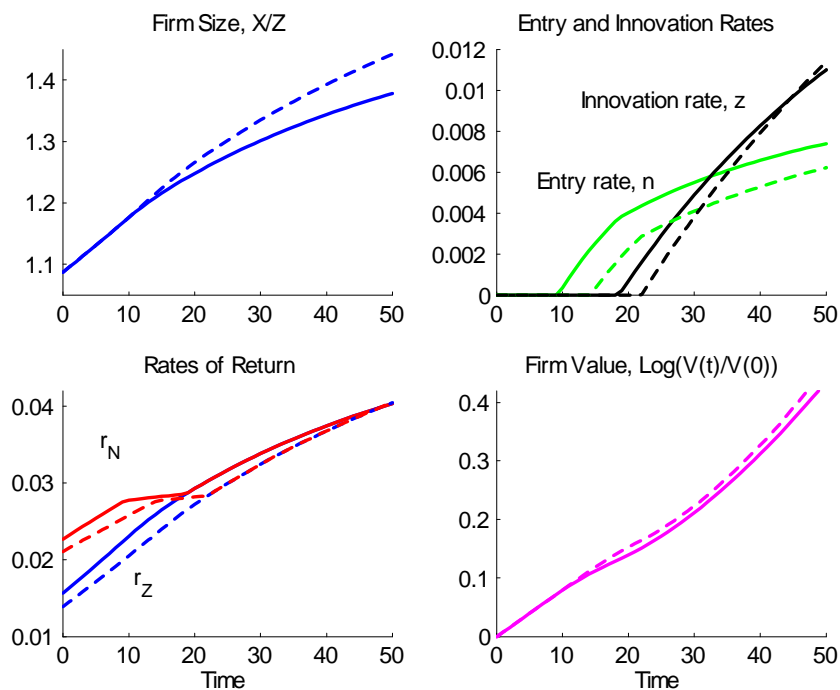 Firm Size, X/Z
1.4
1.3
1.2
1.1
0 10 20 30 40 50
Entry and Innovation Rates
0.012
0.01
0.008
0.006
0.004
0.002
0
Innovation rate, z
Entry rate, n
0 10 20 30 40 50
Rates of Return
0.04
0.03
0.02
0.01
r_N
r_Z
0 10 20 30 40 50
Time
Firm Value, Log(V(t)/V(0))
0.4
0.3
0.2
0.1
0
0 10 20 30 40 50
Time